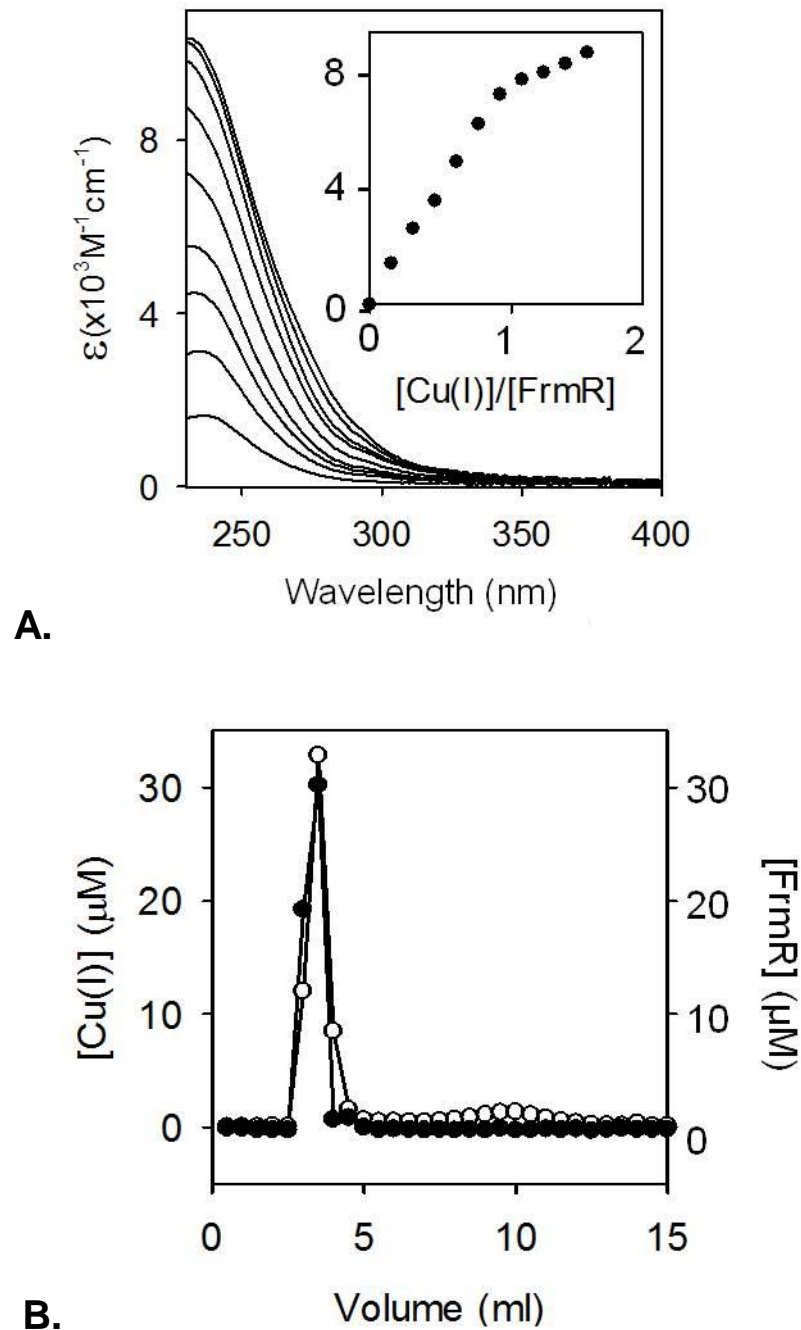 8
4
0
ε(x10³M⁻¹cm⁻¹)
8
4
0
0 1 2
[Cu(I)]/[FrmR]
250 300 350 400
Wavelength (nm)
A.
30
20
10
0
[Cu(I)] (μM)
30
20
10
0
[FrmR] (μM)
0 5 10 15
Volume (ml)
B.